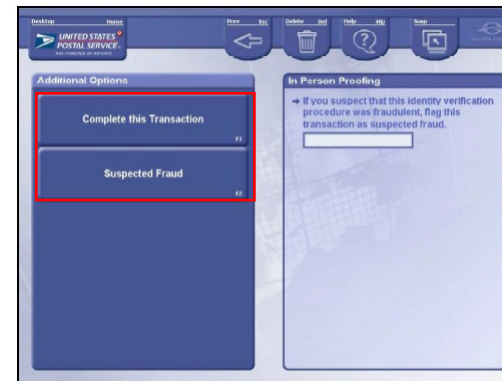 Desktop Home
Prev Esc
Delete Del
Help Hlp
Susp
UNITED STATES
POSTAL SERVICE
Additional Options
Complete this Transaction
F1
Suspected Fraud
F2
In Person Proofing
→ If you suspect that this identity verification
procedure was fraudulent, flag this
transaction as suspected fraud.